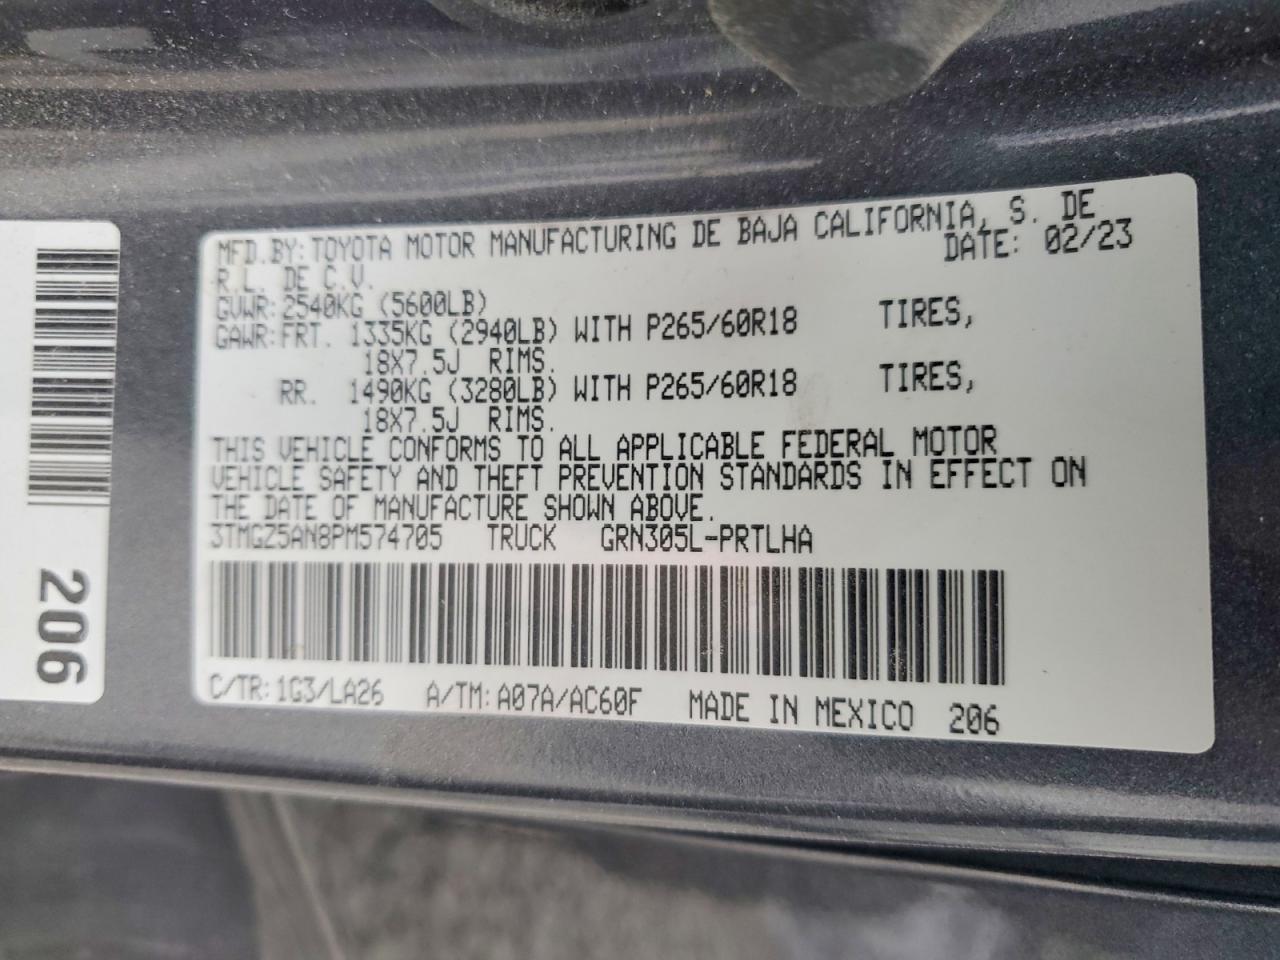 MFD.BY: TOYOTA MOTOR MANUFACTURING DE BAJA CALIFORNIA, S. DE
R.L. DE C.V. DATE: 02/23
GVWR: 2540KG (5600LB)
GAWR: FRT. 1335KG (2940LB) WITH P265/60R18 TIRES,
18X7.5J RIMS.
RR. 1490KG (3280LB) WITH P265/60R18 TIRES,
18X7.5J RIMS.
THIS VEHICLE CONFORMS TO ALL APPLICABLE FEDERAL MOTOR
VEHICLE SAFETY AND THEFT PREVENTION STANDARDS IN EFFECT ON
THE DATE OF MANUFACTURE SHOWN ABOVE.
3TMGZ5AN8PM574705 TRUCK GRN305L-PRTLHA
C/TR: 1G3/LA26 A/TM: A07A/AC60F MADE IN MEXICO 206
206